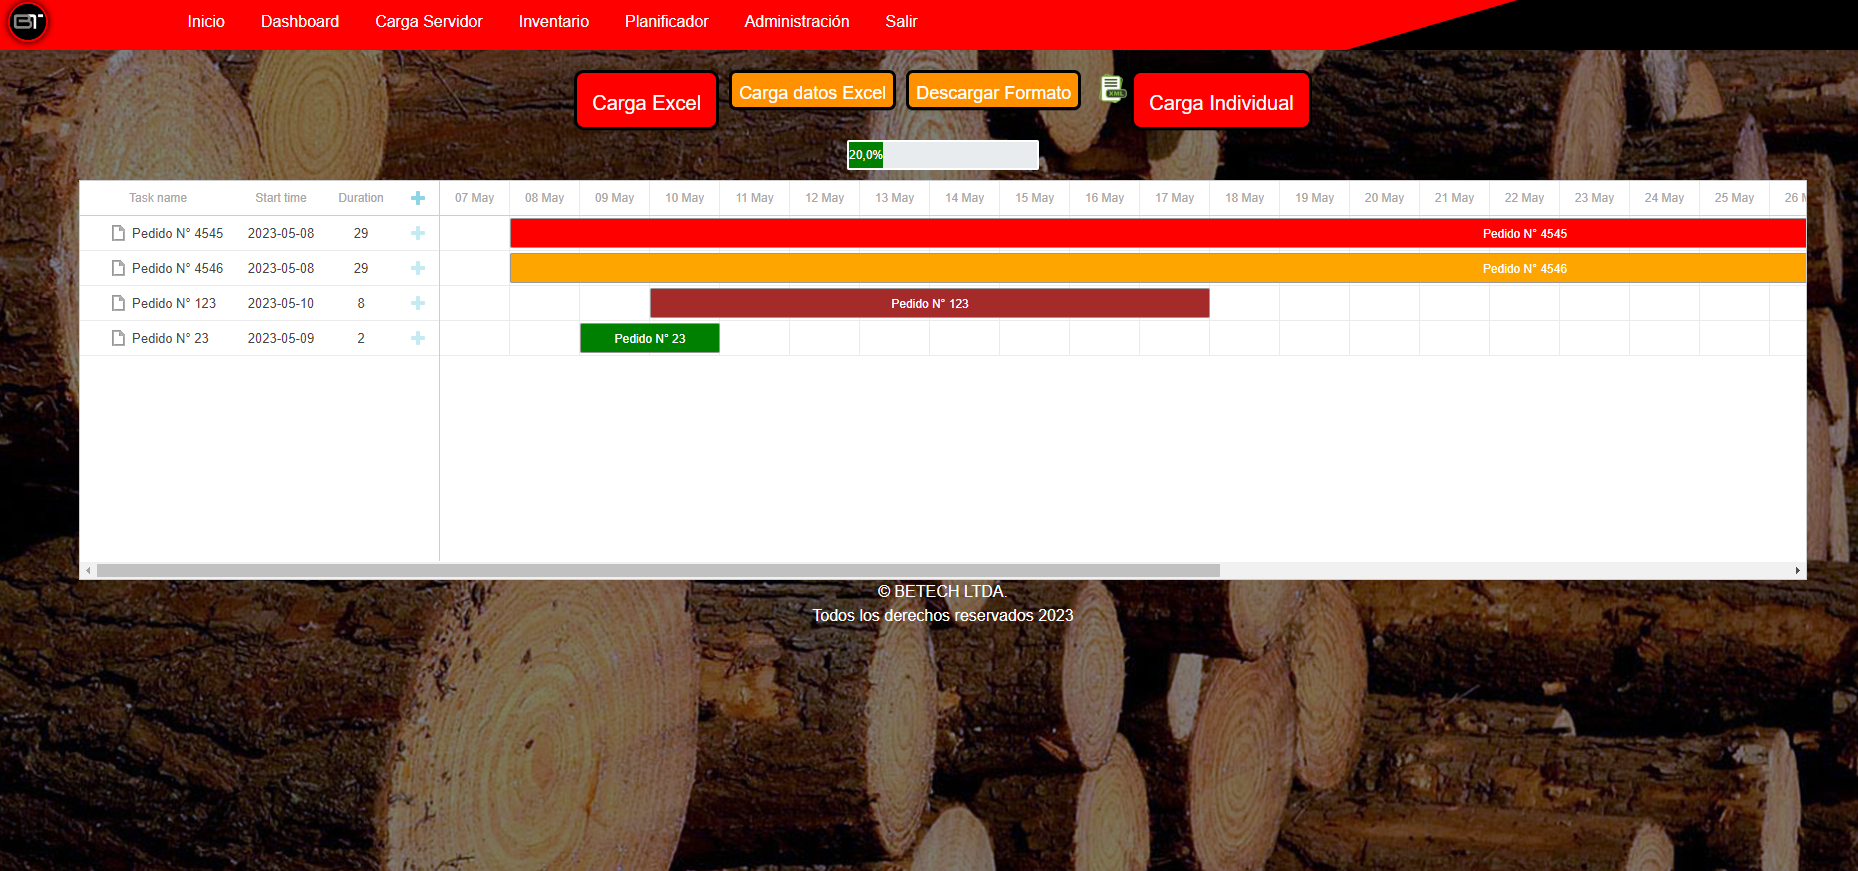 BT
Inicio Dashboard Carga Servidor Inventario Planificador Administración Salir
Carga Excel Carga datos Excel Descargar Formato XML Carga Individual
20,0%
Task name Start time Duration 07 May 08 May 09 May 10 May 11 May 12 May 13 May 14 May 15 May 16 May 17 May 18 May 19 May 20 May 21 May 22 May 23 May 24 May 25 May 26 M
Pedido N° 4545 2023-05-08 29 Pedido N° 4545
Pedido N° 4546 2023-05-08 29 Pedido N° 4546
Pedido N° 123 2023-05-10 8 Pedido N° 123
Pedido N° 23 2023-05-09 2 Pedido N° 23
© BETECH LTDA.
Todos los derechos reservados 2023